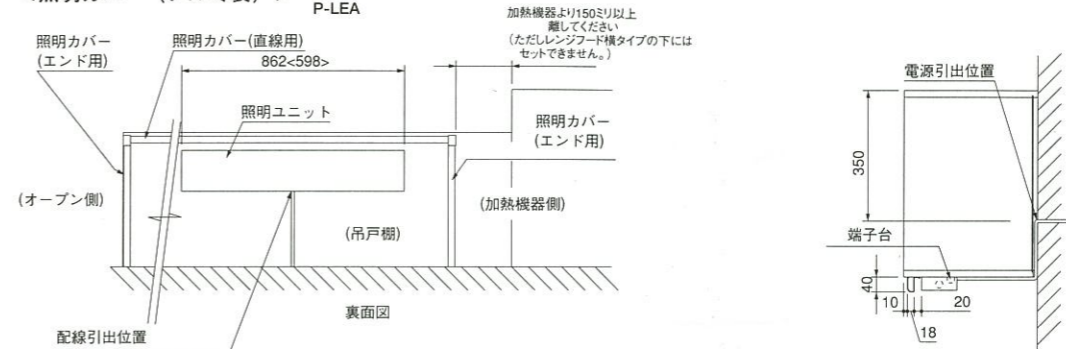 P-LEA
加熱機器より150ミリ以上
離してください
(ただしレンジフード横タイプの下には
セットできません。)
照明カバー
(エンド用)
照明カバー(直線用)
862<598>
照明ユニット
照明カバー
(エンド用)
(オープン側)
(加熱機器側)
(吊戸棚)
裏面図
配線引出位置
電源引出位置
350
端子台
40
10
20
18